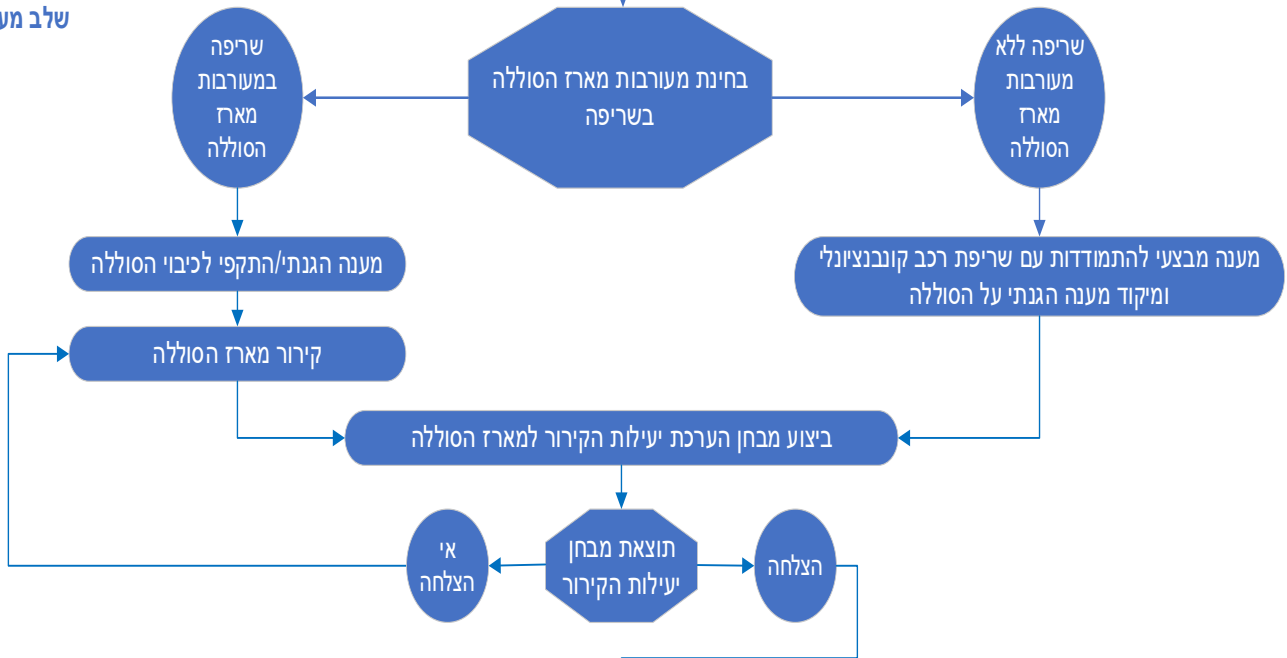 שלב
שריפה ללא
מעורבות
מארז
הסוללה
בחינת מעורבות מארז הסוללה
בשריפה
שריפה
במעורבות
מארז
הסוללה
מענה מבצעי להתמודדות עם שריפת רכב קונבנציונלי
ומיקוד מענה הגנתי על הסוללה
מענה הגנתי/התקפי לכיבוי הסוללה
קירור מארז הסוללה
ביצוע מבחן הערכת יעילות הקירור למארז הסוללה
תוצאת מבחן
יעילות הקירור
הצלחה
אי
הצלחה